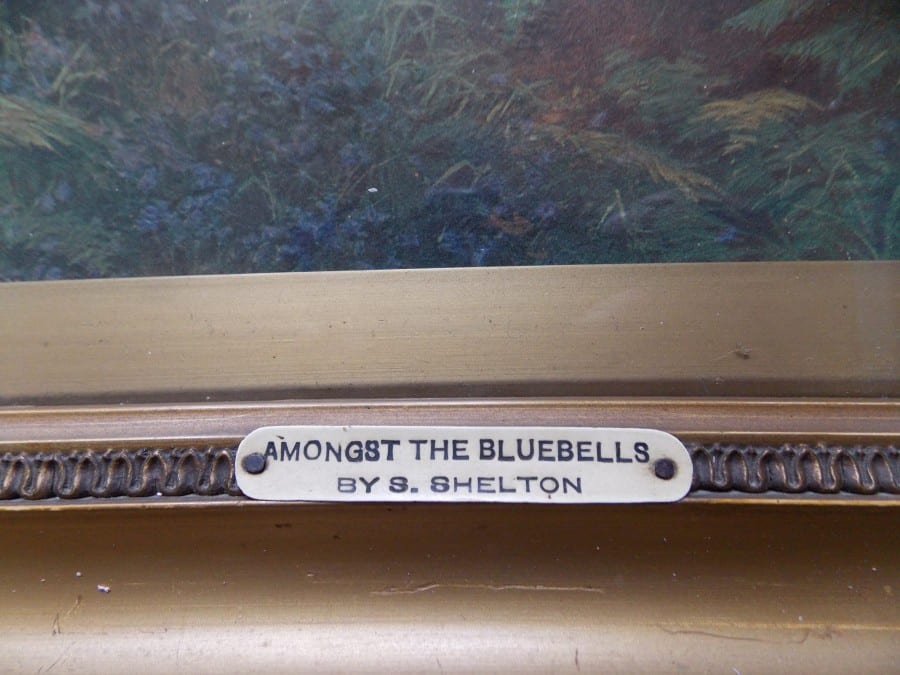 AMONGST THE BLUEBELLS
BY S. SHELTON